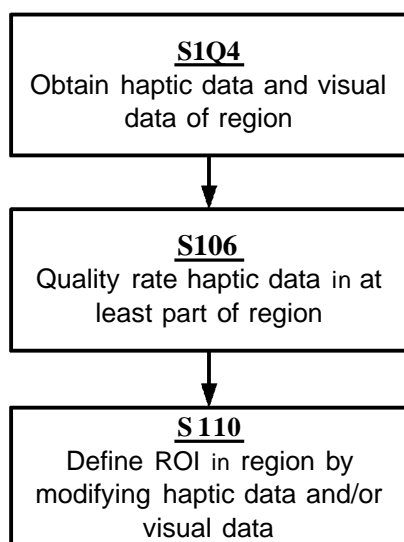 S1Q4
Obtain haptic data and visual
data of region
S106
Quality rate haptic data in at
least part of region
S110
Define ROI in region by
modifying haptic data and/or
visual data